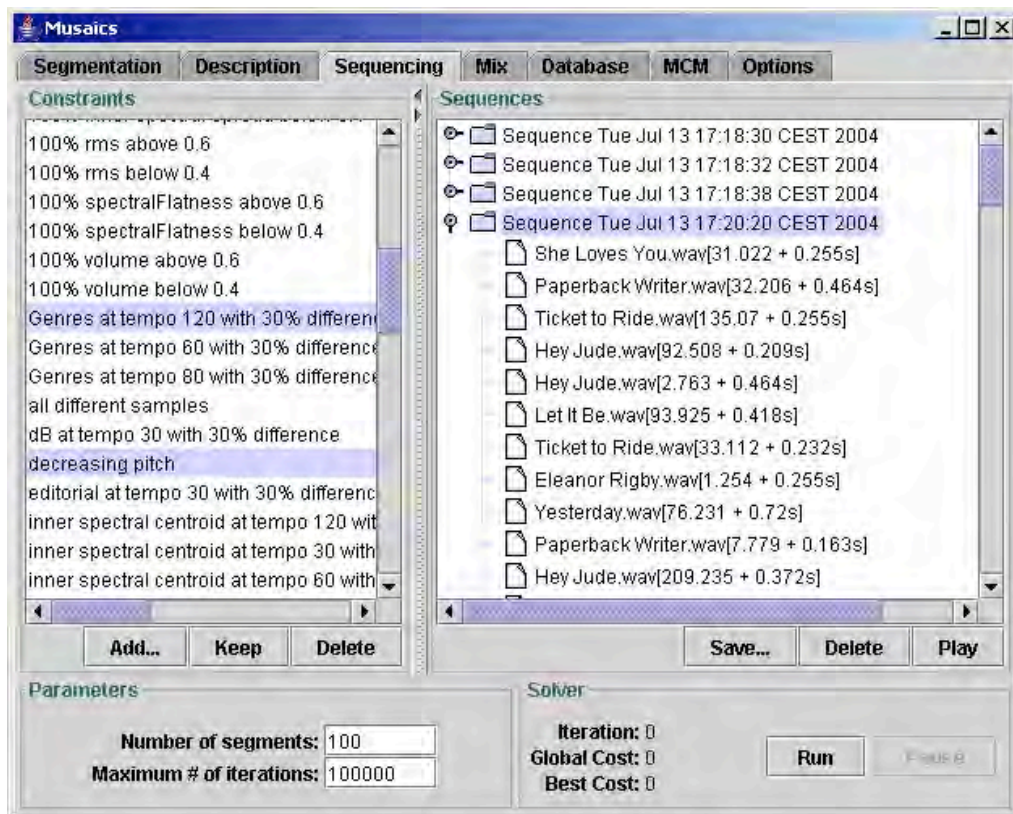 Musaics
Segmentation Description Sequencing Mix Database MCM Options
Constraints
100% rms above 0.6
100% rms below 0.4
100% spectralFlatness above 0.6
100% spectralFlatness below 0.4
100% volume above 0.6
100% volume below 0.4
Genres at tempo 120 with 30% differen
Genres at tempo 60 with 30% difference
Genres at tempo 80 with 30% difference
all different samples
dB at tempo 30 with 30% difference
decreasing pitch
editorial at tempo 30 with 30% differenc
inner spectral centroid at tempo 120 wit
inner spectral centroid at tempo 30 with
inner spectral centroid at tempo 60 with
Add... Keep Delete
Sequences
Sequence Tue Jul 13 17:18:30 CEST 2004
Sequence Tue Jul 13 17:18:32 CEST 2004
Sequence Tue Jul 13 17:18:38 CEST 2004
Sequence Tue Jul 13 17:20:20 CEST 2004
She Loves You.wav[31.022 + 0.255s]
Paperback Writer.wav[32.206 + 0.464s]
Ticket to Ride.wav[135.07 + 0.255s]
Hey Jude.wav[92.508 + 0.209s]
Hey Jude.wav[2.763 + 0.464s]
Let It Be.wav[93.925 + 0.418s]
Ticket to Ride.wav[33.112 + 0.232s]
Eleanor Rigby.wav[1.254 + 0.255s]
Yesterday.wav[76.231 + 0.72s]
Paperback Writer.wav[7.779 + 0.163s]
Hey Jude.wav[209.235 + 0.372s]
Save... Delete Play
Parameters
Number of segments: 100
Maximum # of iterations: 100000
Solver
Iteration: 0
Global Cost: 0
Best Cost: 0
Run Pause